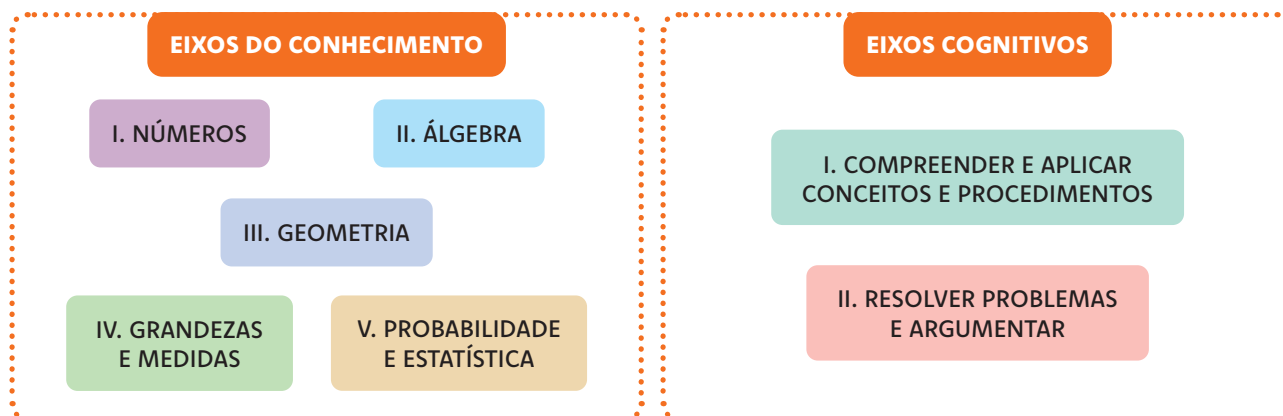 EIXOS DO CONHECIMENTO
I. NÚMEROS
II. ÁLGEBRA
III. GEOMETRIA
IV. GRANDEZAS
E MEDIDAS
V. PROBABILIDADE
E ESTATÍSTICA
EIXOS COGNITIVOS
I. COMPREENDER E APLICAR
CONCEITOS E PROCEDIMENTOS
II. RESOLVER PROBLEMAS
E ARGUMENTAR